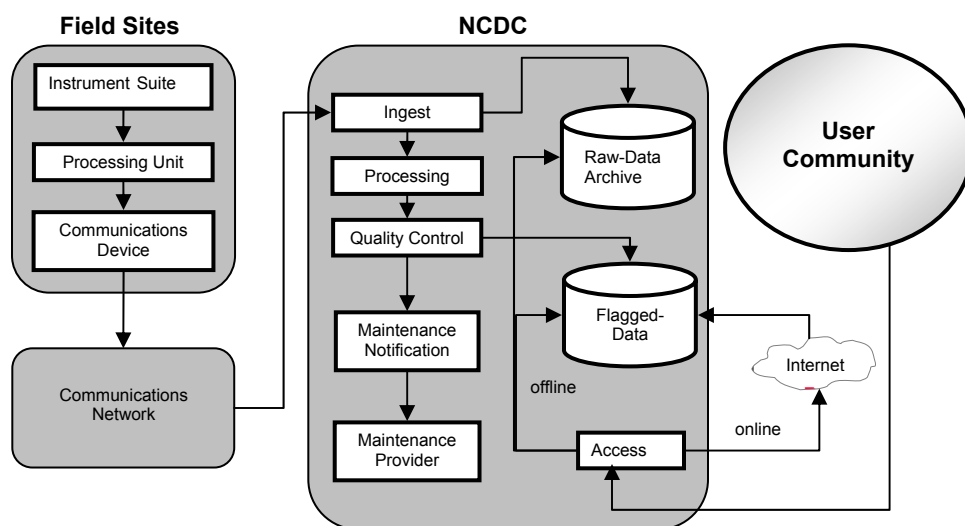 Field Sites
Instrument Suite
Processing Unit
Communications
Device
Communications
Network
NCDC
Ingest
Processing
Quality Control
Maintenance
Notification
Maintenance
Provider
Raw-Data
Archive
Flagged-
Data
offline
Access
online
Internet
User
Community